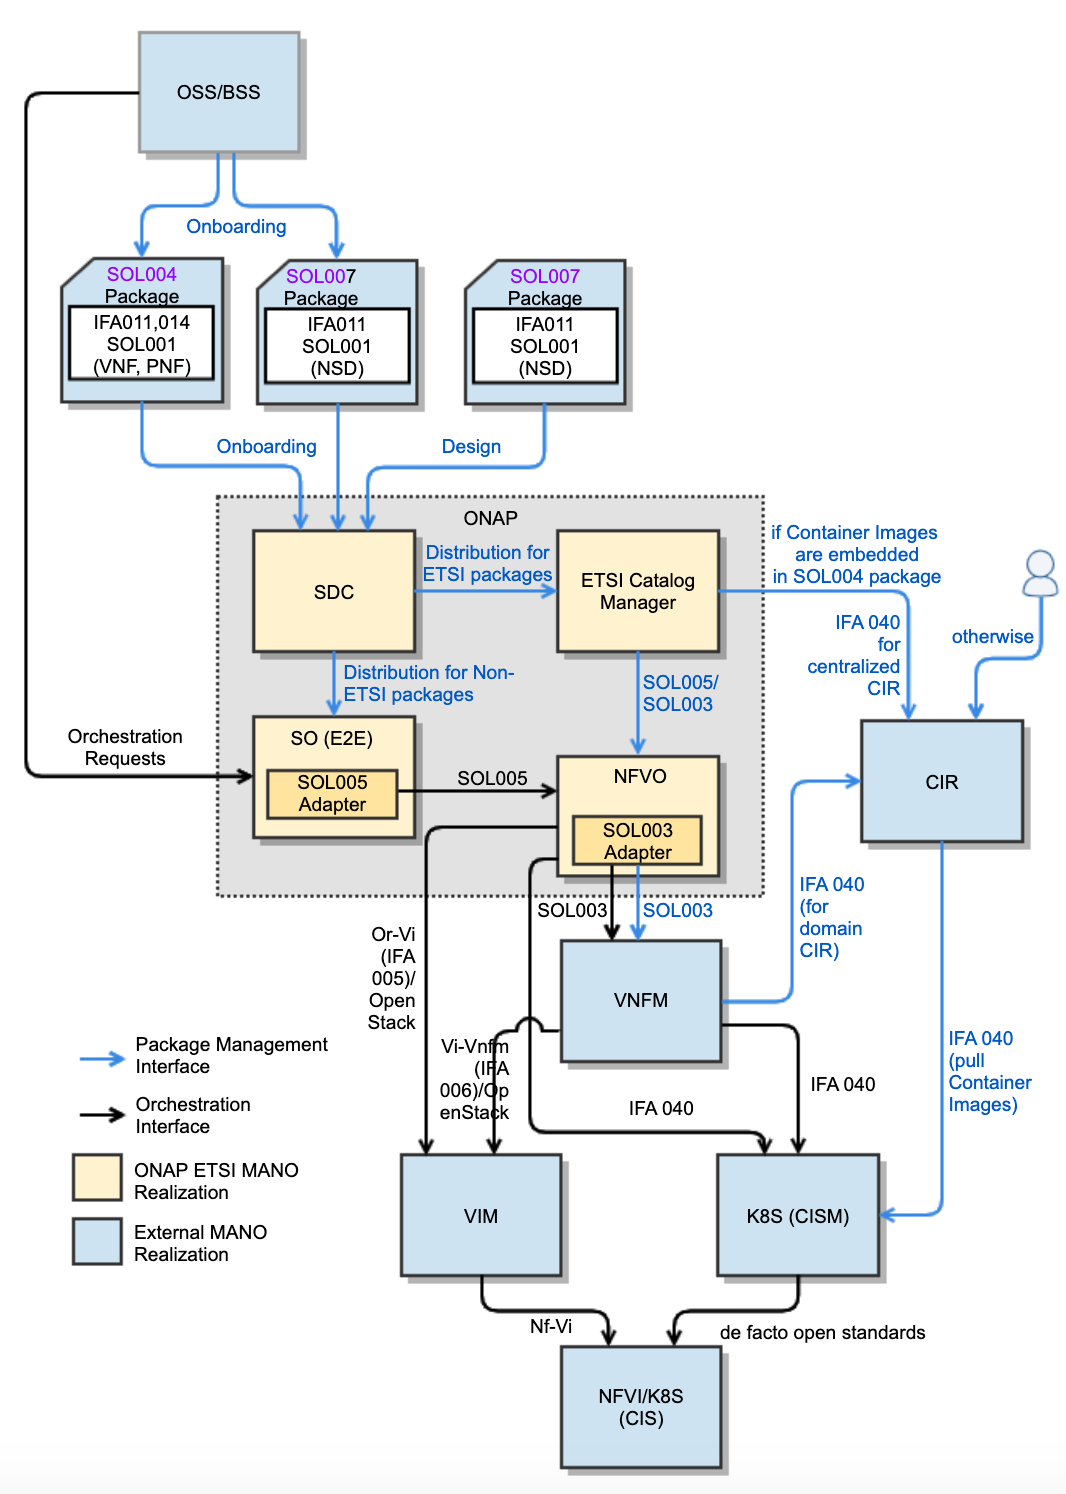 OSS/BSS
Onboarding
SOL004
Package
IFA011,014
SOL001
(VNF, PNF)
SOL007
Package
IFA011
SOL001
(NSD)
SOL007
Package
IFA011
SOL001
(NSD)
Onboarding
Design
ONAP
SDC
Distribution for
ETSI packages
ETSI Catalog
Manager
if Container Images
are embedded
in SOL004 package
IFA 040
for
centralized
CIR
otherwise
Distribution for Non-
ETSI packages
SOL005/
SOL003
Orchestration
Requests
SO (E2E)
SOL005
Adapter
SOL005
NFVO
SOL003
Adapter
CIR
SOL003
SOL003
IFA 040
(for
domain
CIR)
Or-Vi
(IFA
005)/
Open
Stack
VNFM
Vi-Vnfm
(IFA
006)/Op
enStack
IFA 040
IFA 040
IFA 040
(pull
Container
Images)
Package Management
Interface
Orchestration
Interface
ONAP ETSI MANO
Realization
External MANO
Realization
VIM
K8S (CISM)
Nf-Vi
de facto open standards
NFVI/K8S
(CIS)